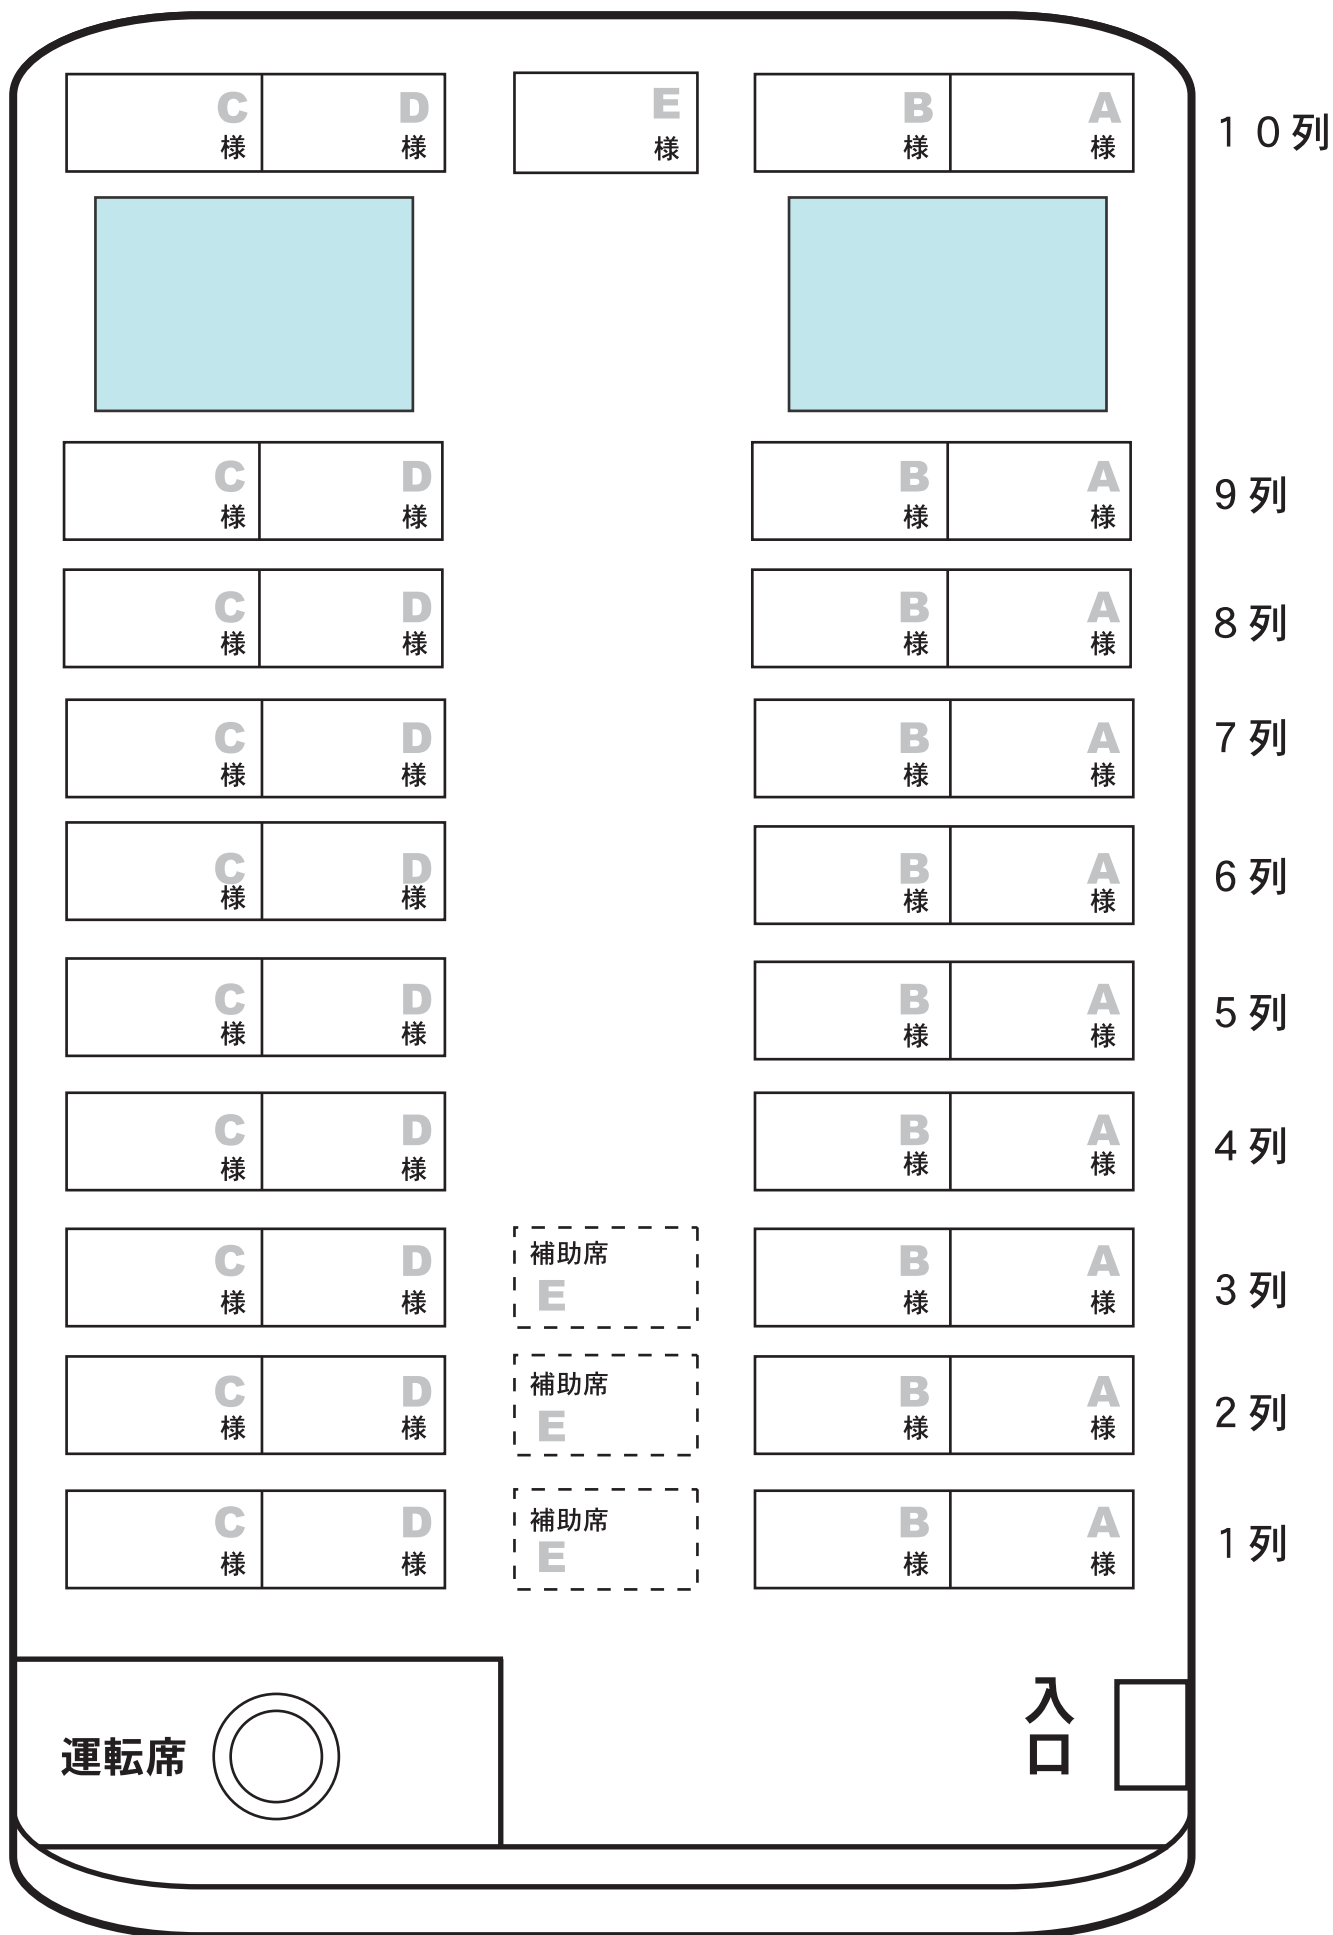 C D E B A １０列
様 様 様 様 様
C D B A ９列
様 様 様 様
C D B A ８列
様 様 様 様
C D B A ７列
様 様 様 様
C D B A ６列
様 様 様 様
C D B A ５列
様 様 様 様
C D B A ４列
様 様 様 様
補助席
C D E B A ３列
様 様 様 様
補助席
C D E B A ２列
様 様 様 様
補助席
C D E B A １列
様 様 様 様
運転席
入口